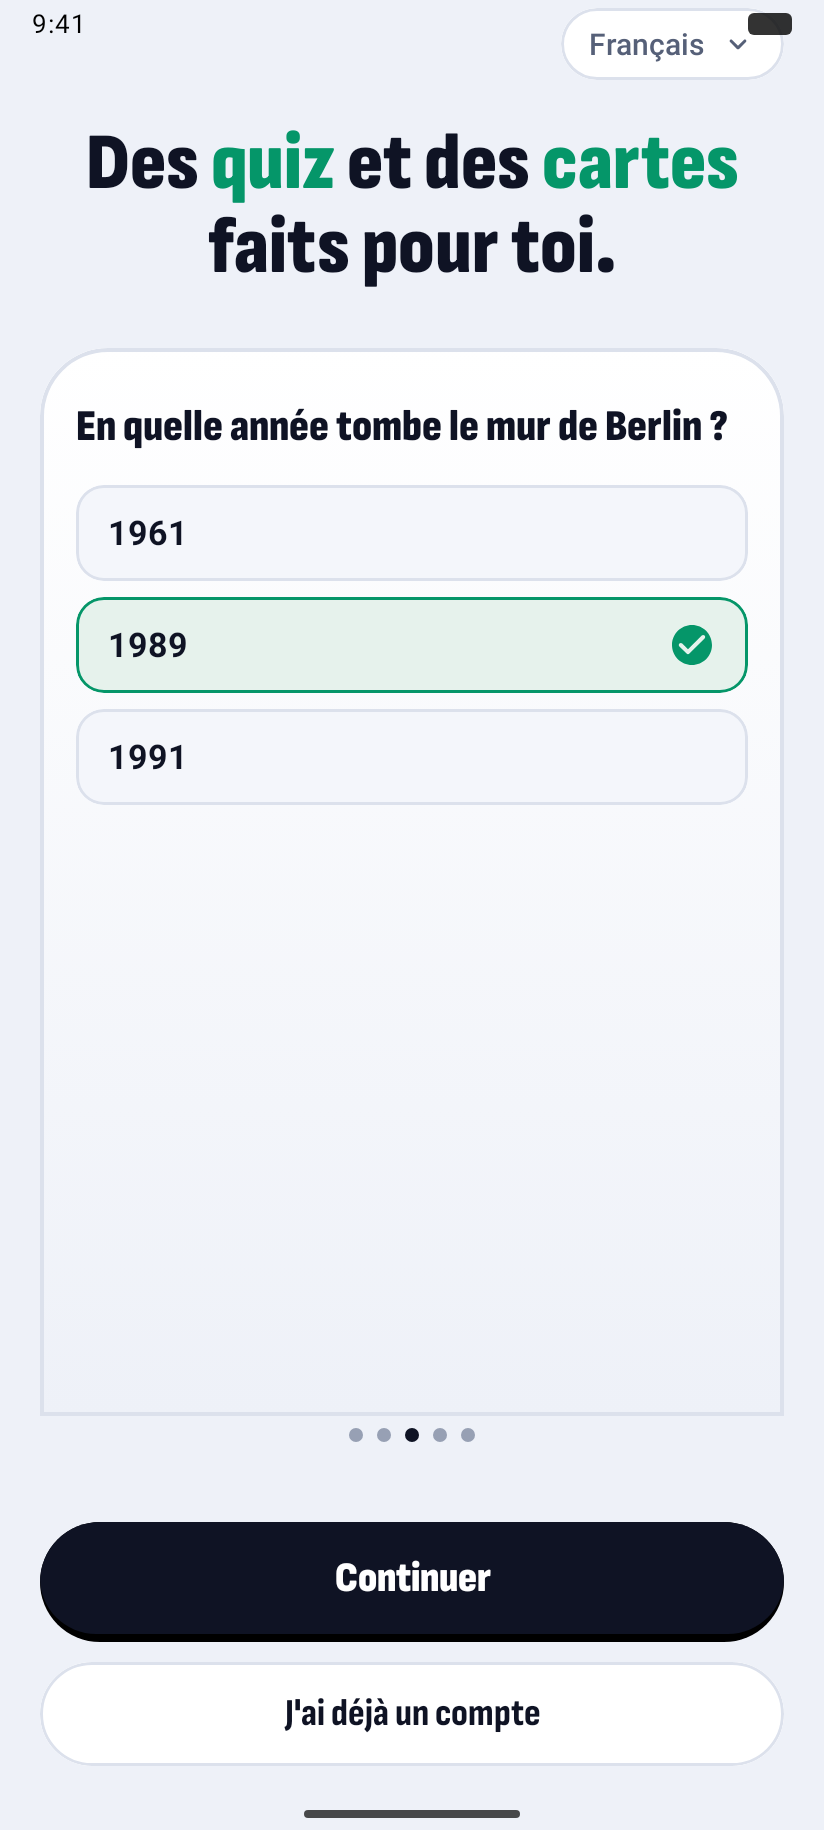 9:41
Français
Des quiz et des cartes
faits pour toi.
En quelle année tombe le mur de Berlin ?
1961
1989
1991
Continuer
J'ai déjà un compte